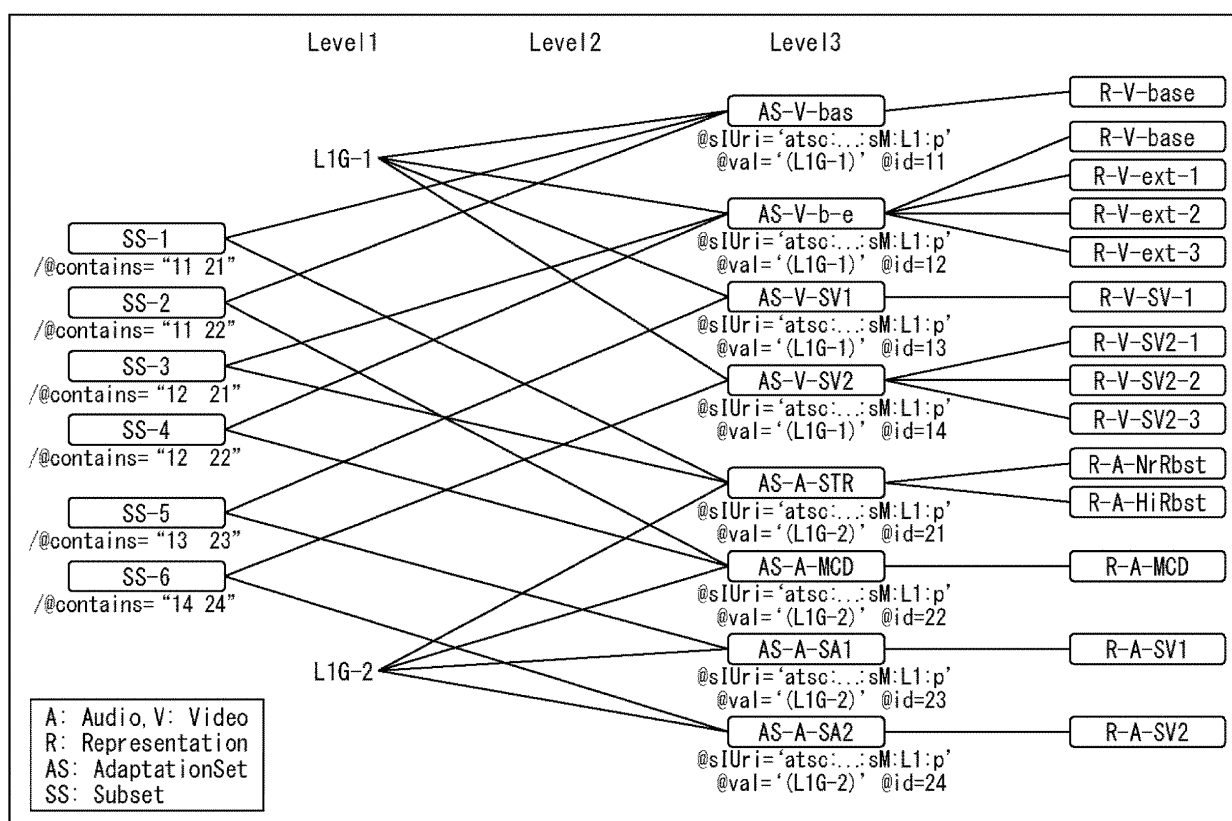 Level1 Level2 Level3
L1G-1
SS-1
/@contains= “11 21”
SS-2
/@contains= “11 22”
SS-3
/@contains= “12 21”
SS-4
/@contains= “12 22”
SS-5
/@contains= “13 23”
SS-6
/@contains= “14 24”
L1G-2
AS-V-bas
@sIUri=‘atsc:...:sM:L1:p’
@val=‘(L1G-1)’ @id=11
AS-V-b-e
@sIUri=‘atsc:...:sM:L1:p’
@val=‘(L1G-1)’ @id=12
AS-V-SV1
@sIUri=‘atsc:...:sM:L1:p’
@val=‘(L1G-1)’ @id=13
AS-V-SV2
@sIUri=‘atsc:...:sM:L1:p’
@val=‘(L1G-1)’ @id=14
AS-A-STR
@sIUri=‘atsc:...:sM:L1:p’
@val=‘(L1G-2)’ @id=21
AS-A-MCD
@sIUri=‘atsc:...:sM:L1:p’
@val=‘(L1G-2)’ @id=22
AS-A-SA1
@sIUri=‘atsc:...:sM:L1:p’
@val=‘(L1G-2)’ @id=23
AS-A-SA2
@sIUri=‘atsc:...:sM:L1:p’
@val=‘(L1G-2)’ @id=24
R-V-base
R-V-base
R-V-ext-1
R-V-ext-2
R-V-ext-3
R-V-SV-1
R-V-SV2-1
R-V-SV2-2
R-V-SV2-3
R-A-NrRbst
R-A-HiRbst
R-A-MCD
R-A-SV1
R-A-SV2
A: Audio, V: Video
R: Representation
AS: AdaptationSet
SS: Subset